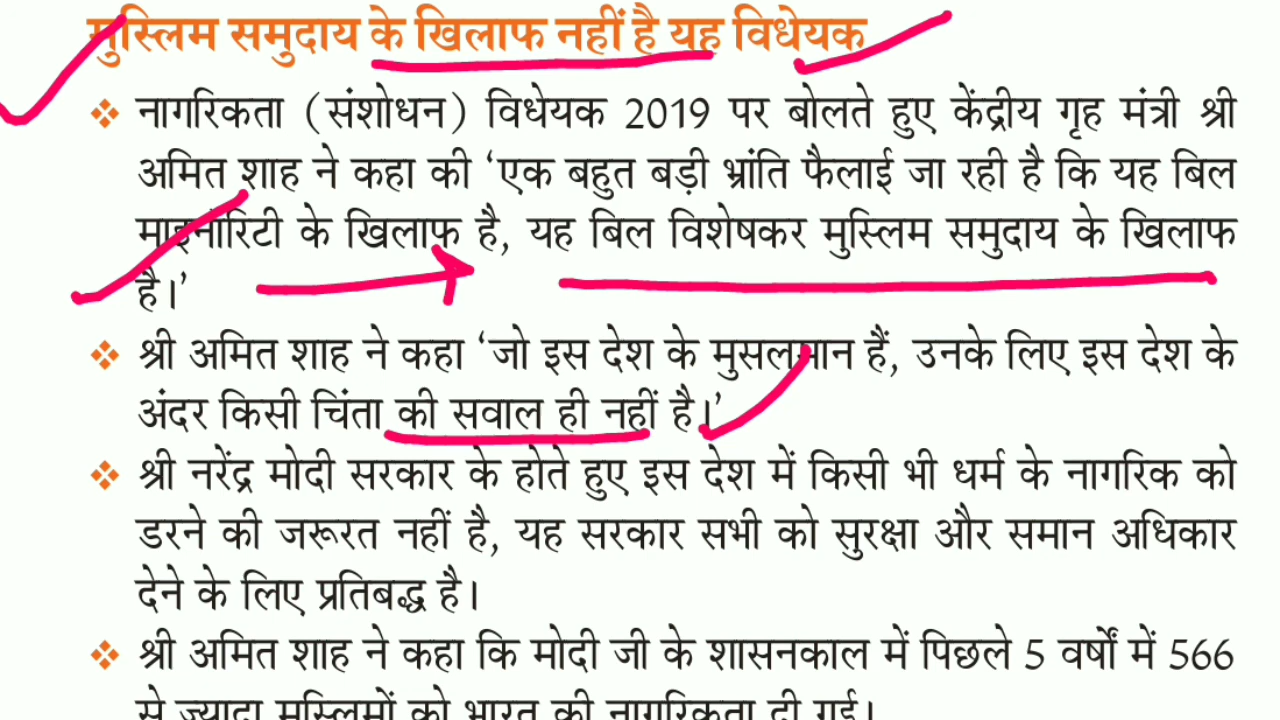 मुस्लिम समुदाय के खिलाफ नहीं है यह विधेयक
❖ नागरिकता (संशोधन) विधेयक 2019 पर बोलते हुए केंद्रीय गृह मंत्री श्री
अमित शाह ने कहा की ‘एक बहुत बड़ी भ्रांति फैलाई जा रही है कि यह बिल
माइनॉरिटी के खिलाफ है, यह बिल विशेषकर मुस्लिम समुदाय के खिलाफ
है।’
❖ श्री अमित शाह ने कहा ‘जो इस देश के मुसलमान हैं, उनके लिए इस देश के
अंदर किसी चिंता की सवाल ही नहीं है।’
❖ श्री नरेंद्र मोदी सरकार के होते हुए इस देश में किसी भी धर्म के नागरिक को
डरने की जरूरत नहीं है, यह सरकार सभी को सुरक्षा और समान अधिकार
देने के लिए प्रतिबद्ध है।
❖ श्री अमित शाह ने कहा कि मोदी जी के शासनकाल में पिछले 5 वर्षों में 566
से ज्यादा मुस्लिमों को भारत की नागरिकता दी गई।